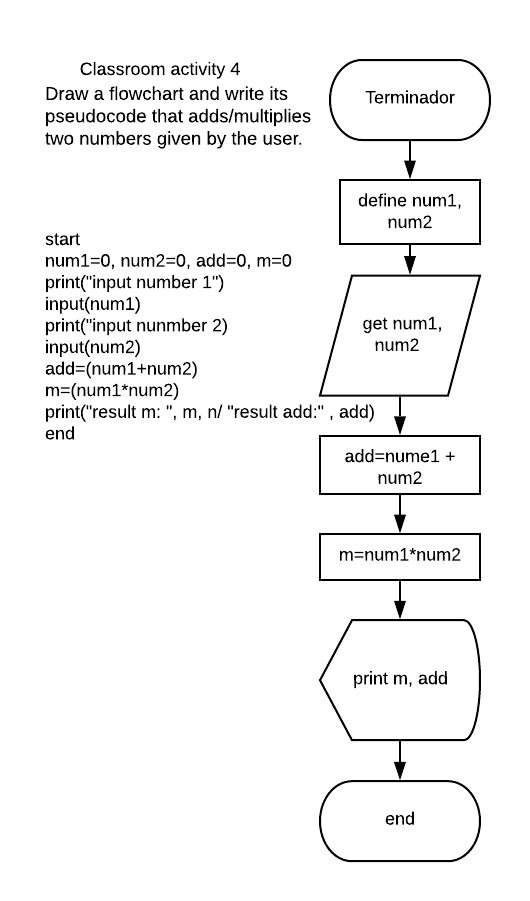 Classroom activity 4
Draw a flowchart and write its
pseudocode that adds/multiplies
two numbers given by the user.
start
num1=0, num2=0, add=0, m=0
print("input number 1")
input(num1)
print("input nunmber 2)
input(num2)
add=(num1+num2)
m=(num1*num2)
print("result m: ", m, n/ "result add:" , add)
end
Terminador
define num1,
num2
get num1,
num2
add=nume1 +
num2
m=num1*num2
print m, add
end